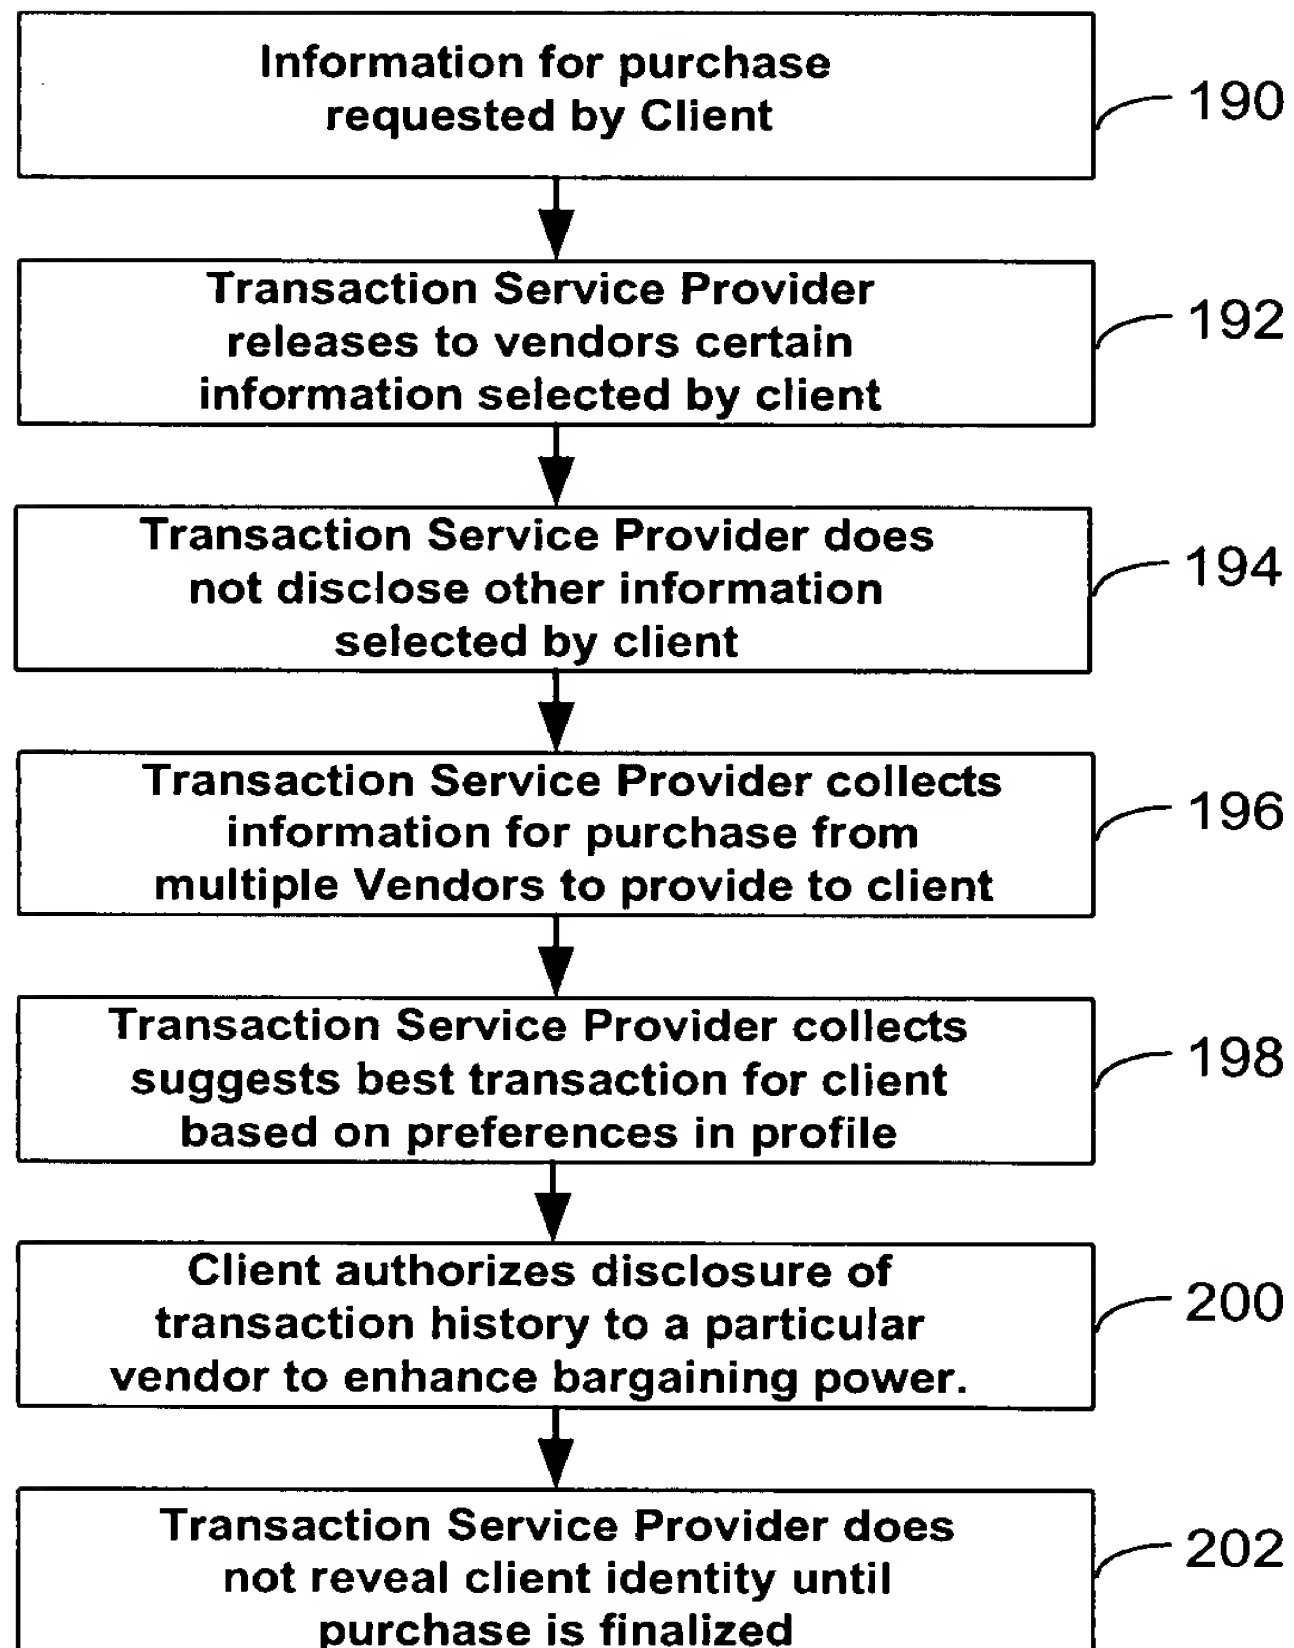 Information for purchase
requested by Client
190
Transaction Service Provider
releases to vendors certain
information selected by client
192
Transaction Service Provider does
not disclose other information
selected by client
194
Transaction Service Provider collects
information for purchase from
multiple Vendors to provide to client
196
Transaction Service Provider collects
suggests best transaction for client
based on preferences in profile
198
Client authorizes disclosure of
transaction history to a particular
vendor to enhance bargaining power.
200
Transaction Service Provider does
not reveal client identity until
purchase is finalized
202